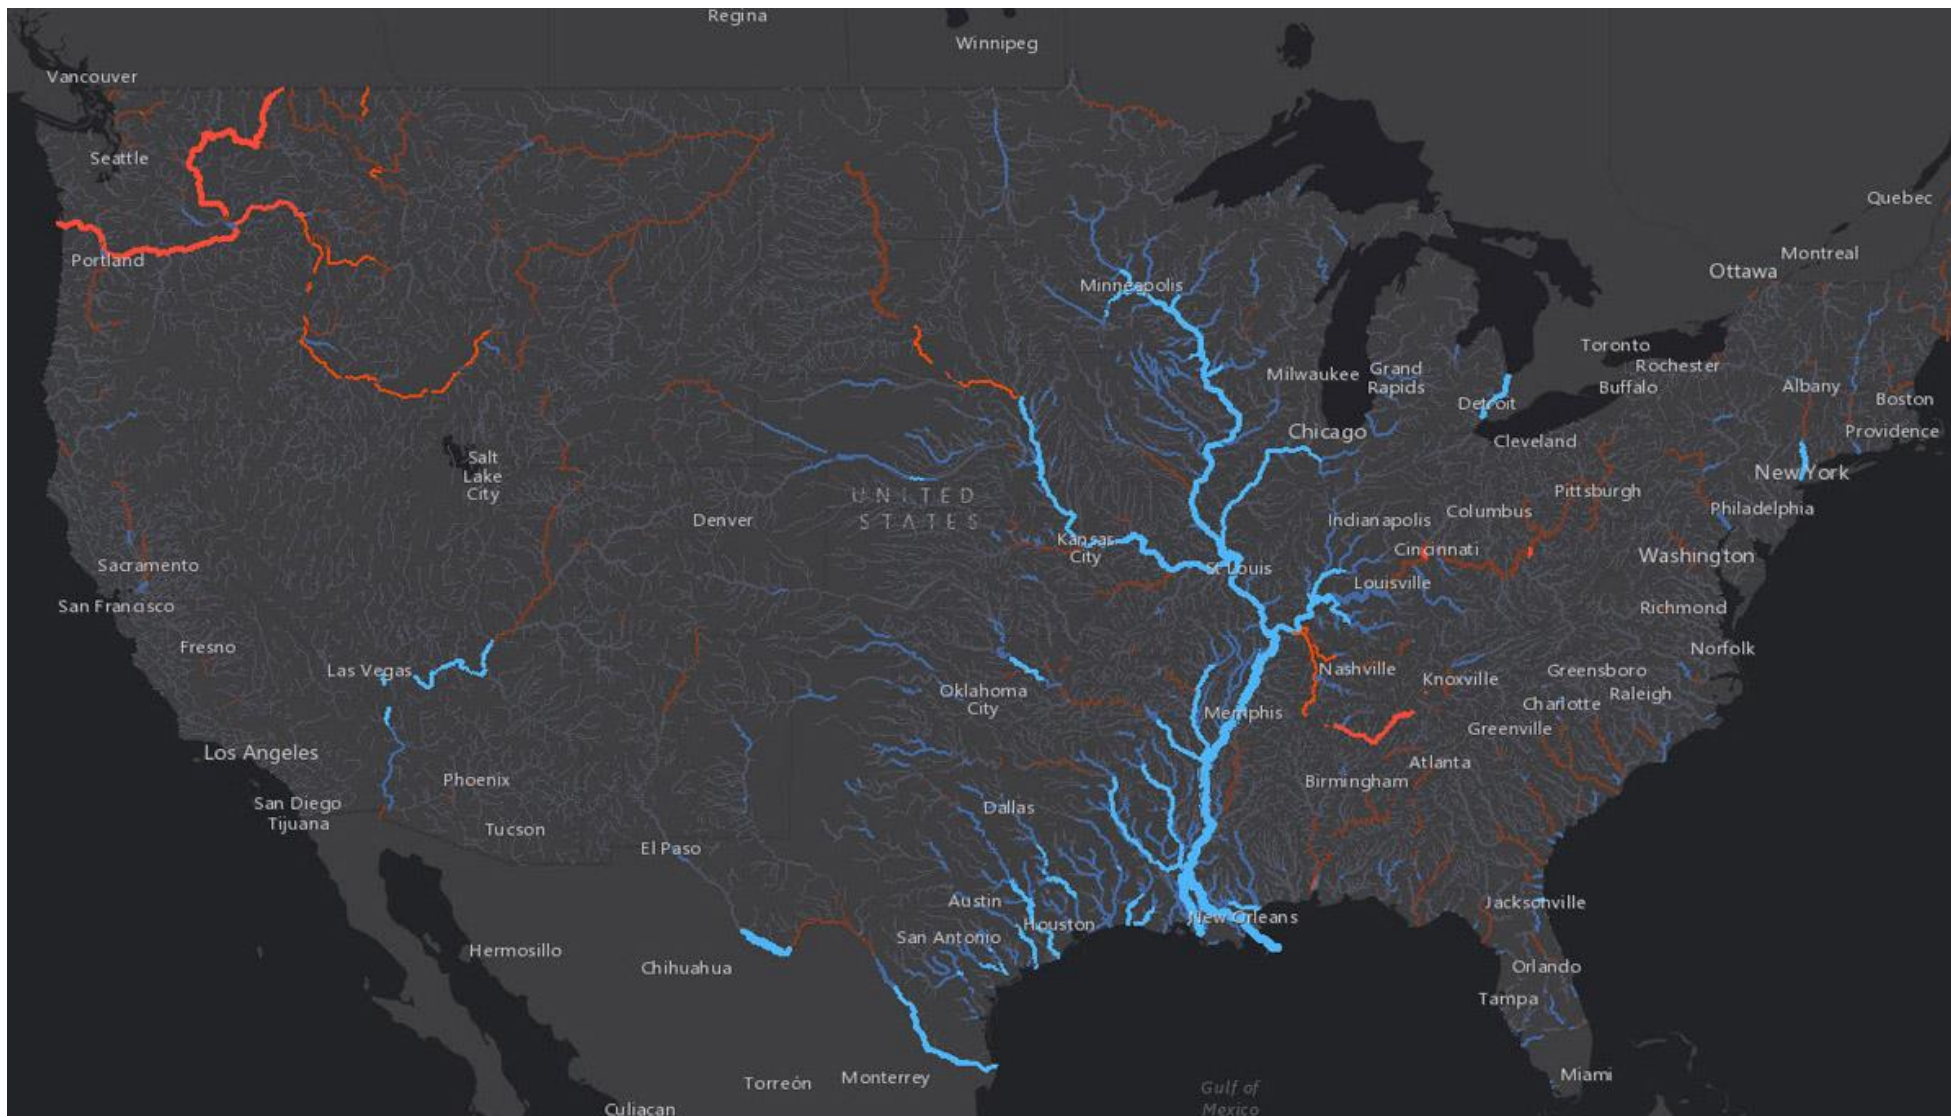 Regina
Winnipeg
Vancouver
Seattle
Quebec
Montreal
Portland
Ottawa
Minneapolis
Toronto
Rochester
Milwaukee
Grand
Rapids
Buffalo
Albany
Detroit
Boston
Chicago
Cleveland
Providence
Salt
Lake
City
New York
UNITED
STATES
Pittsburgh
Denver
Indianapolis
Columbus
Philadelphia
Kansas
City
Cincinnati
Washington
Sacramento
St Louis
Louisville
San Francisco
Richmond
Fresno
Norfolk
Las Vegas
Nashville
Knoxville
Greensboro
Oklahoma
City
Charlotte
Raleigh
Memphis
Greenville
Los Angeles
Atlanta
Phoenix
Birmingham
San Diego
Tijuana
Dallas
Tucson
El Paso
Austin
Jacksonville
Houston
New Orleans
San Antonio
Hermosillo
Chihuahua
Orlando
Tampa
Torreón
Monterrey
Miami
Gulf of
Mexico
Culiacan